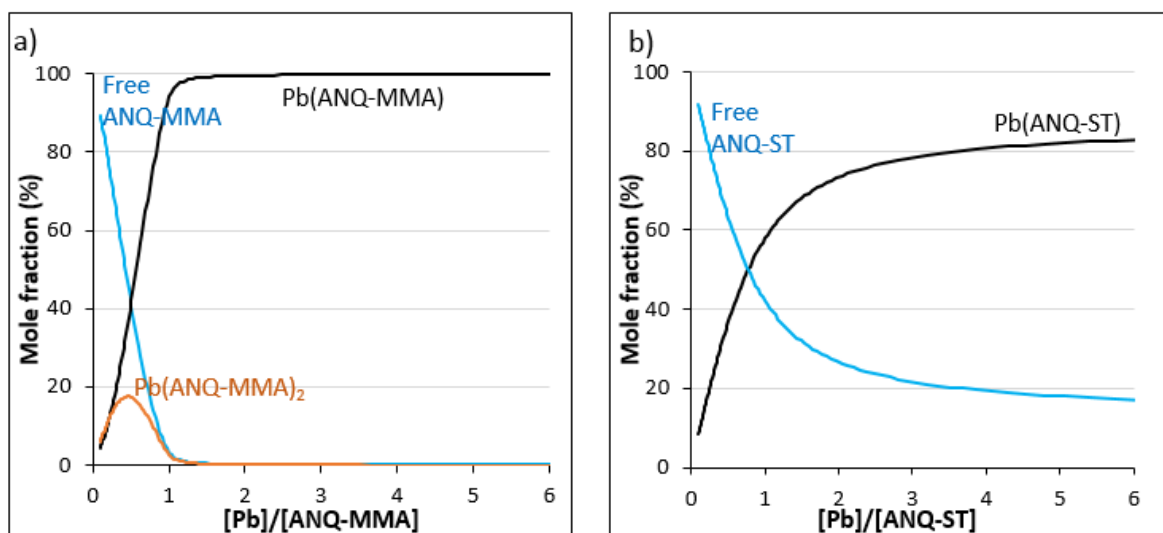 a)
Mole fraction (%)
100
80
60
40
20
0
Free
ANQ-MMA
Pb(ANQ-MMA)
Pb(ANQ-MMA)₂
0 1 2 3 4 5 6
[Pb]/[ANQ-MMA]
b)
Mole fraction (%)
100
80
60
40
20
0
Free
ANQ-ST
Pb(ANQ-ST)
0 1 2 3 4 5 6
[Pb]/[ANQ-ST]